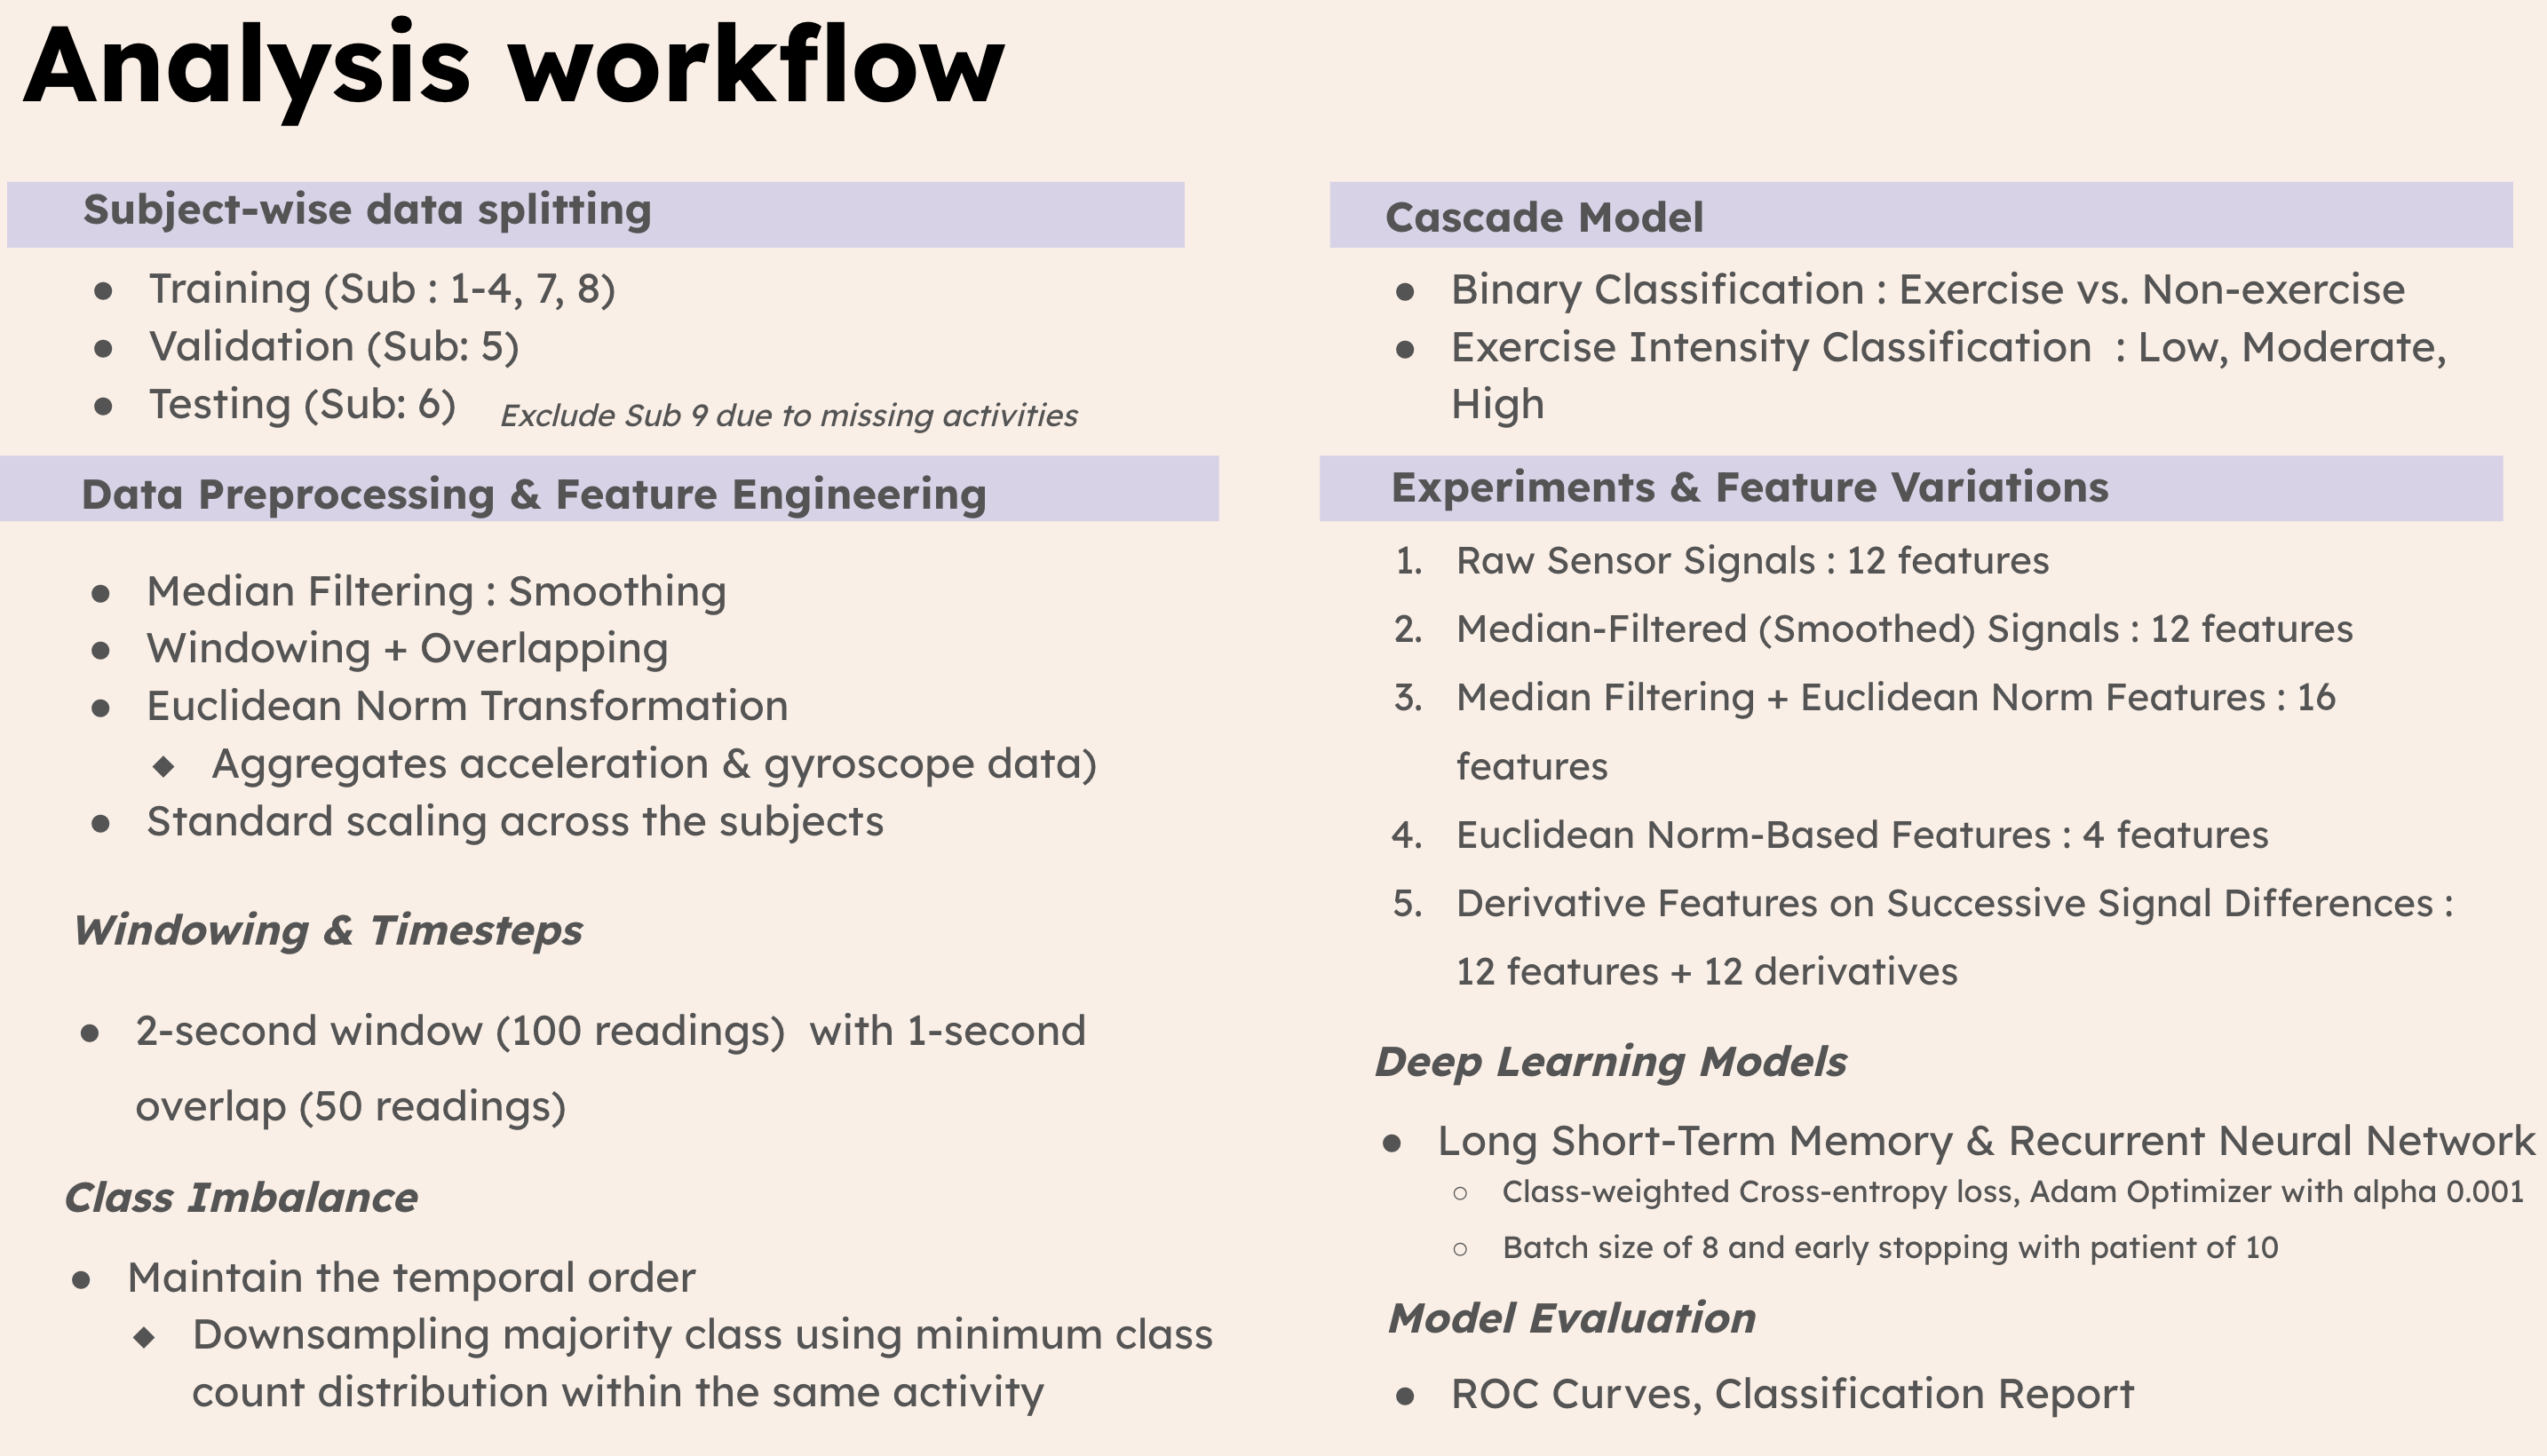 Analysis workflow
Subject-wise data splitting
● Training (Sub : 1-4, 7, 8)
● Validation (Sub: 5)
● Testing (Sub: 6)
Exclude Sub 9 due to missing activities
Data Preprocessing & Feature Engineering
● Median Filtering : Smoothing
● Windowing + Overlapping
● Euclidean Norm Transformation
◆ Aggregates acceleration & gyroscope data)
● Standard scaling across the subjects
Windowing & Timesteps
● 2-second window (100 readings)  with 1-second
overlap (50 readings)
Class Imbalance
● Maintain the temporal order
◆ Downsampling majority class using minimum class
count distribution within the same activity
Cascade Model
● Binary Classification : Exercise vs. Non-exercise
● Exercise Intensity Classification  : Low, Moderate,
High
Experiments & Feature Variations
1. Raw Sensor Signals : 12 features
2. Median-Filtered (Smoothed) Signals : 12 features
3. Median Filtering + Euclidean Norm Features : 16
features
4. Euclidean Norm-Based Features : 4 features
5. Derivative Features on Successive Signal Differences :
12 features + 12 derivatives
Deep Learning Models
● Long Short-Term Memory & Recurrent Neural Network
○ Class-weighted Cross-entropy loss, Adam Optimizer with alpha 0.001
○ Batch size of 8 and early stopping with patient of 10
Model Evaluation
● ROC Curves, Classification Report